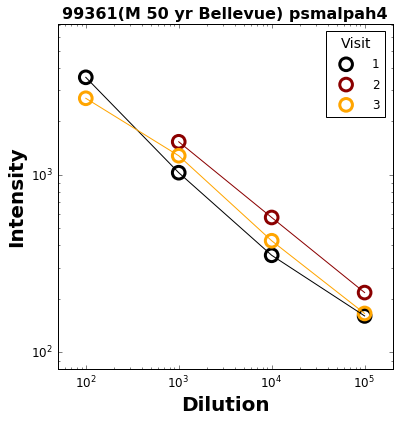 99361(M 50 yr Bellevue) psmalpah4
Visit
1
2
3
Intensity
10³
10²
10² 10³ 10⁴ 10⁵
Dilution